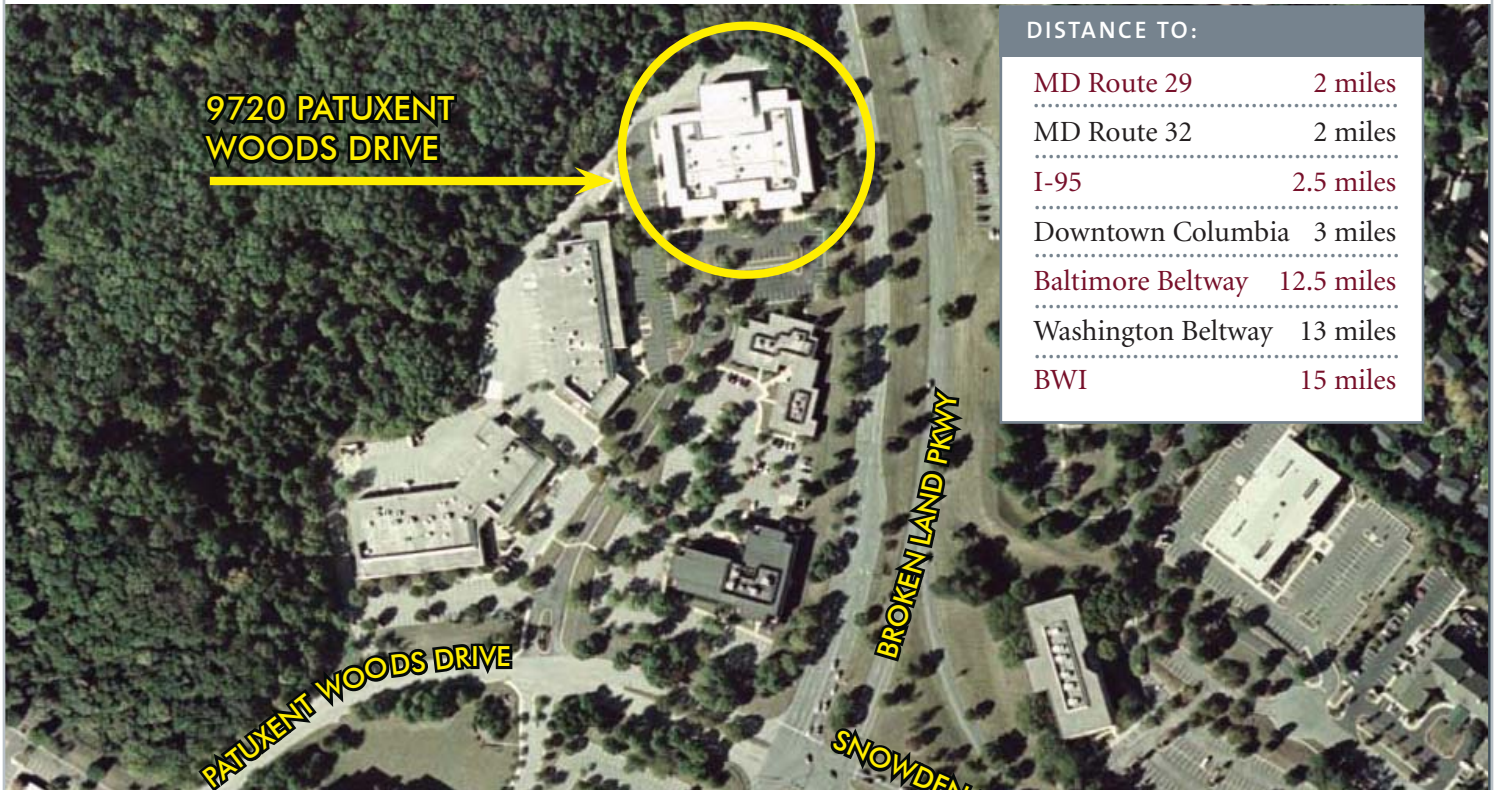 9720 PATUXENT
WOODS DRIVE
DISTANCE TO:
MD Route 29 2 miles
MD Route 32 2 miles
I-95 2.5 miles
Downtown Columbia 3 miles
Baltimore Beltway 12.5 miles
Washington Beltway 13 miles
BWI 15 miles
BROKEN LAND PKWY
PATUXENT WOODS DRIVE
SNOWDEN